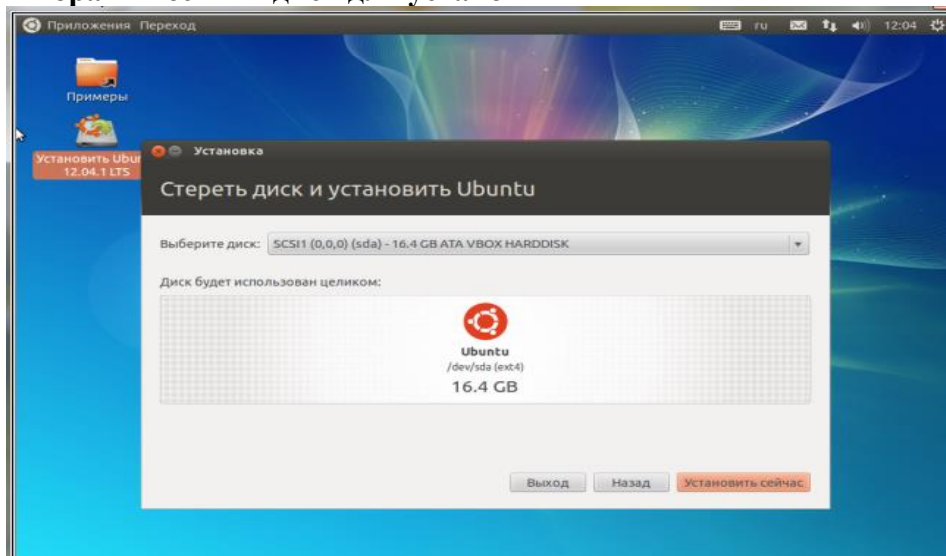 Приложения Переход ru 12:04
Примеры
Установить Ubun
12.04.1 LTS
Установка
Стереть диск и установить Ubuntu
Выберите диск: SCSI1 (0,0,0) (sda) - 16.4 GB ATA VBOX HARDDISK
Диск будет использован целиком:
Ubuntu
/dev/sda (ext4)
16.4 GB
Выход Назад Установить сейчас